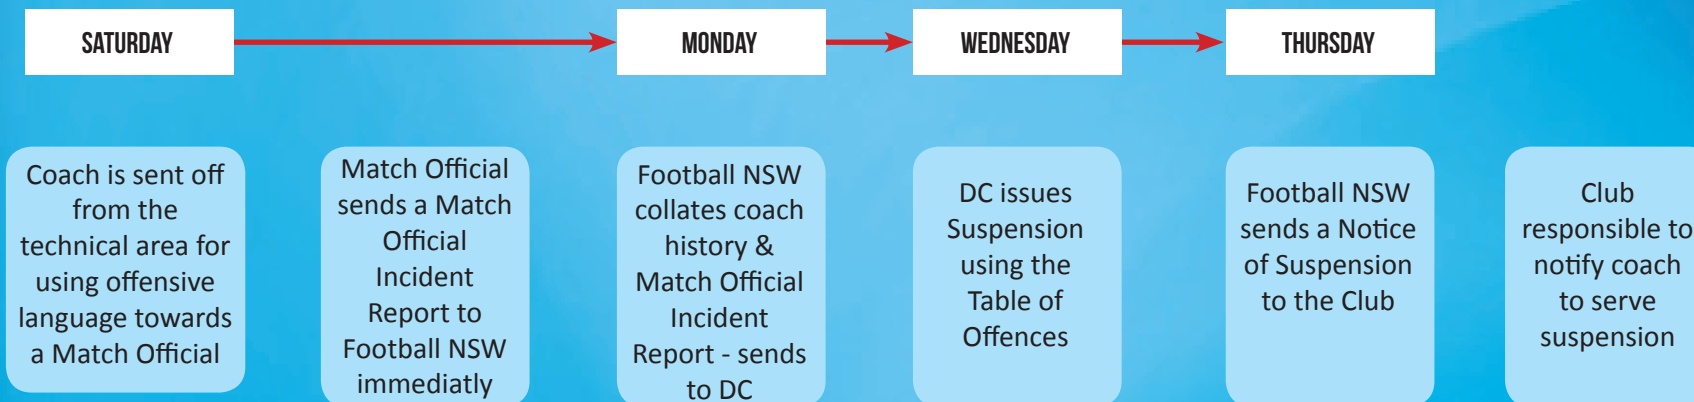 SATURDAY
MONDAY
WEDNESDAY
THURSDAY
Coach is sent off
from the
technical area for
using offensive
language towards
a Match Official
Match Official
sends a Match
Official
Incident
Report to
Football NSW
immediatly
Football NSW
collates coach
history &
Match Official
Incident
Report - sends
to DC
DC issues
Suspension
using the
Table of
Offences
Football NSW
sends a Notice
of Suspension
to the Club
Club
responsible to
notify coach
to serve
suspension